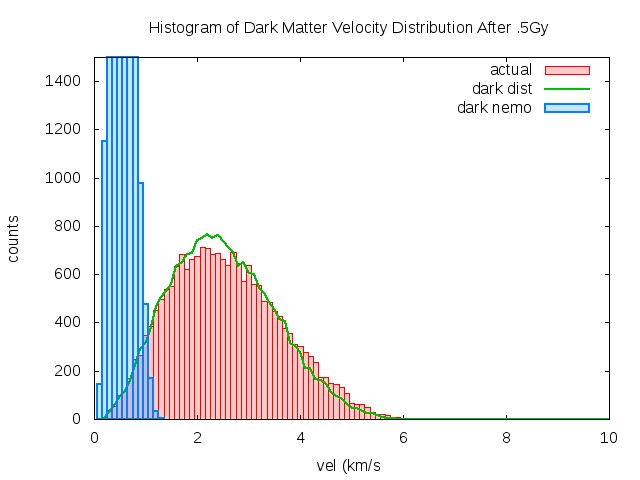 Histogram of Dark Matter Velocity Distribution After .5Gy
actual
dark dist
dark nemo
1400
1200
1000
800
600
400
200
0
counts
0 2 4 6 8 10
vel (km/s